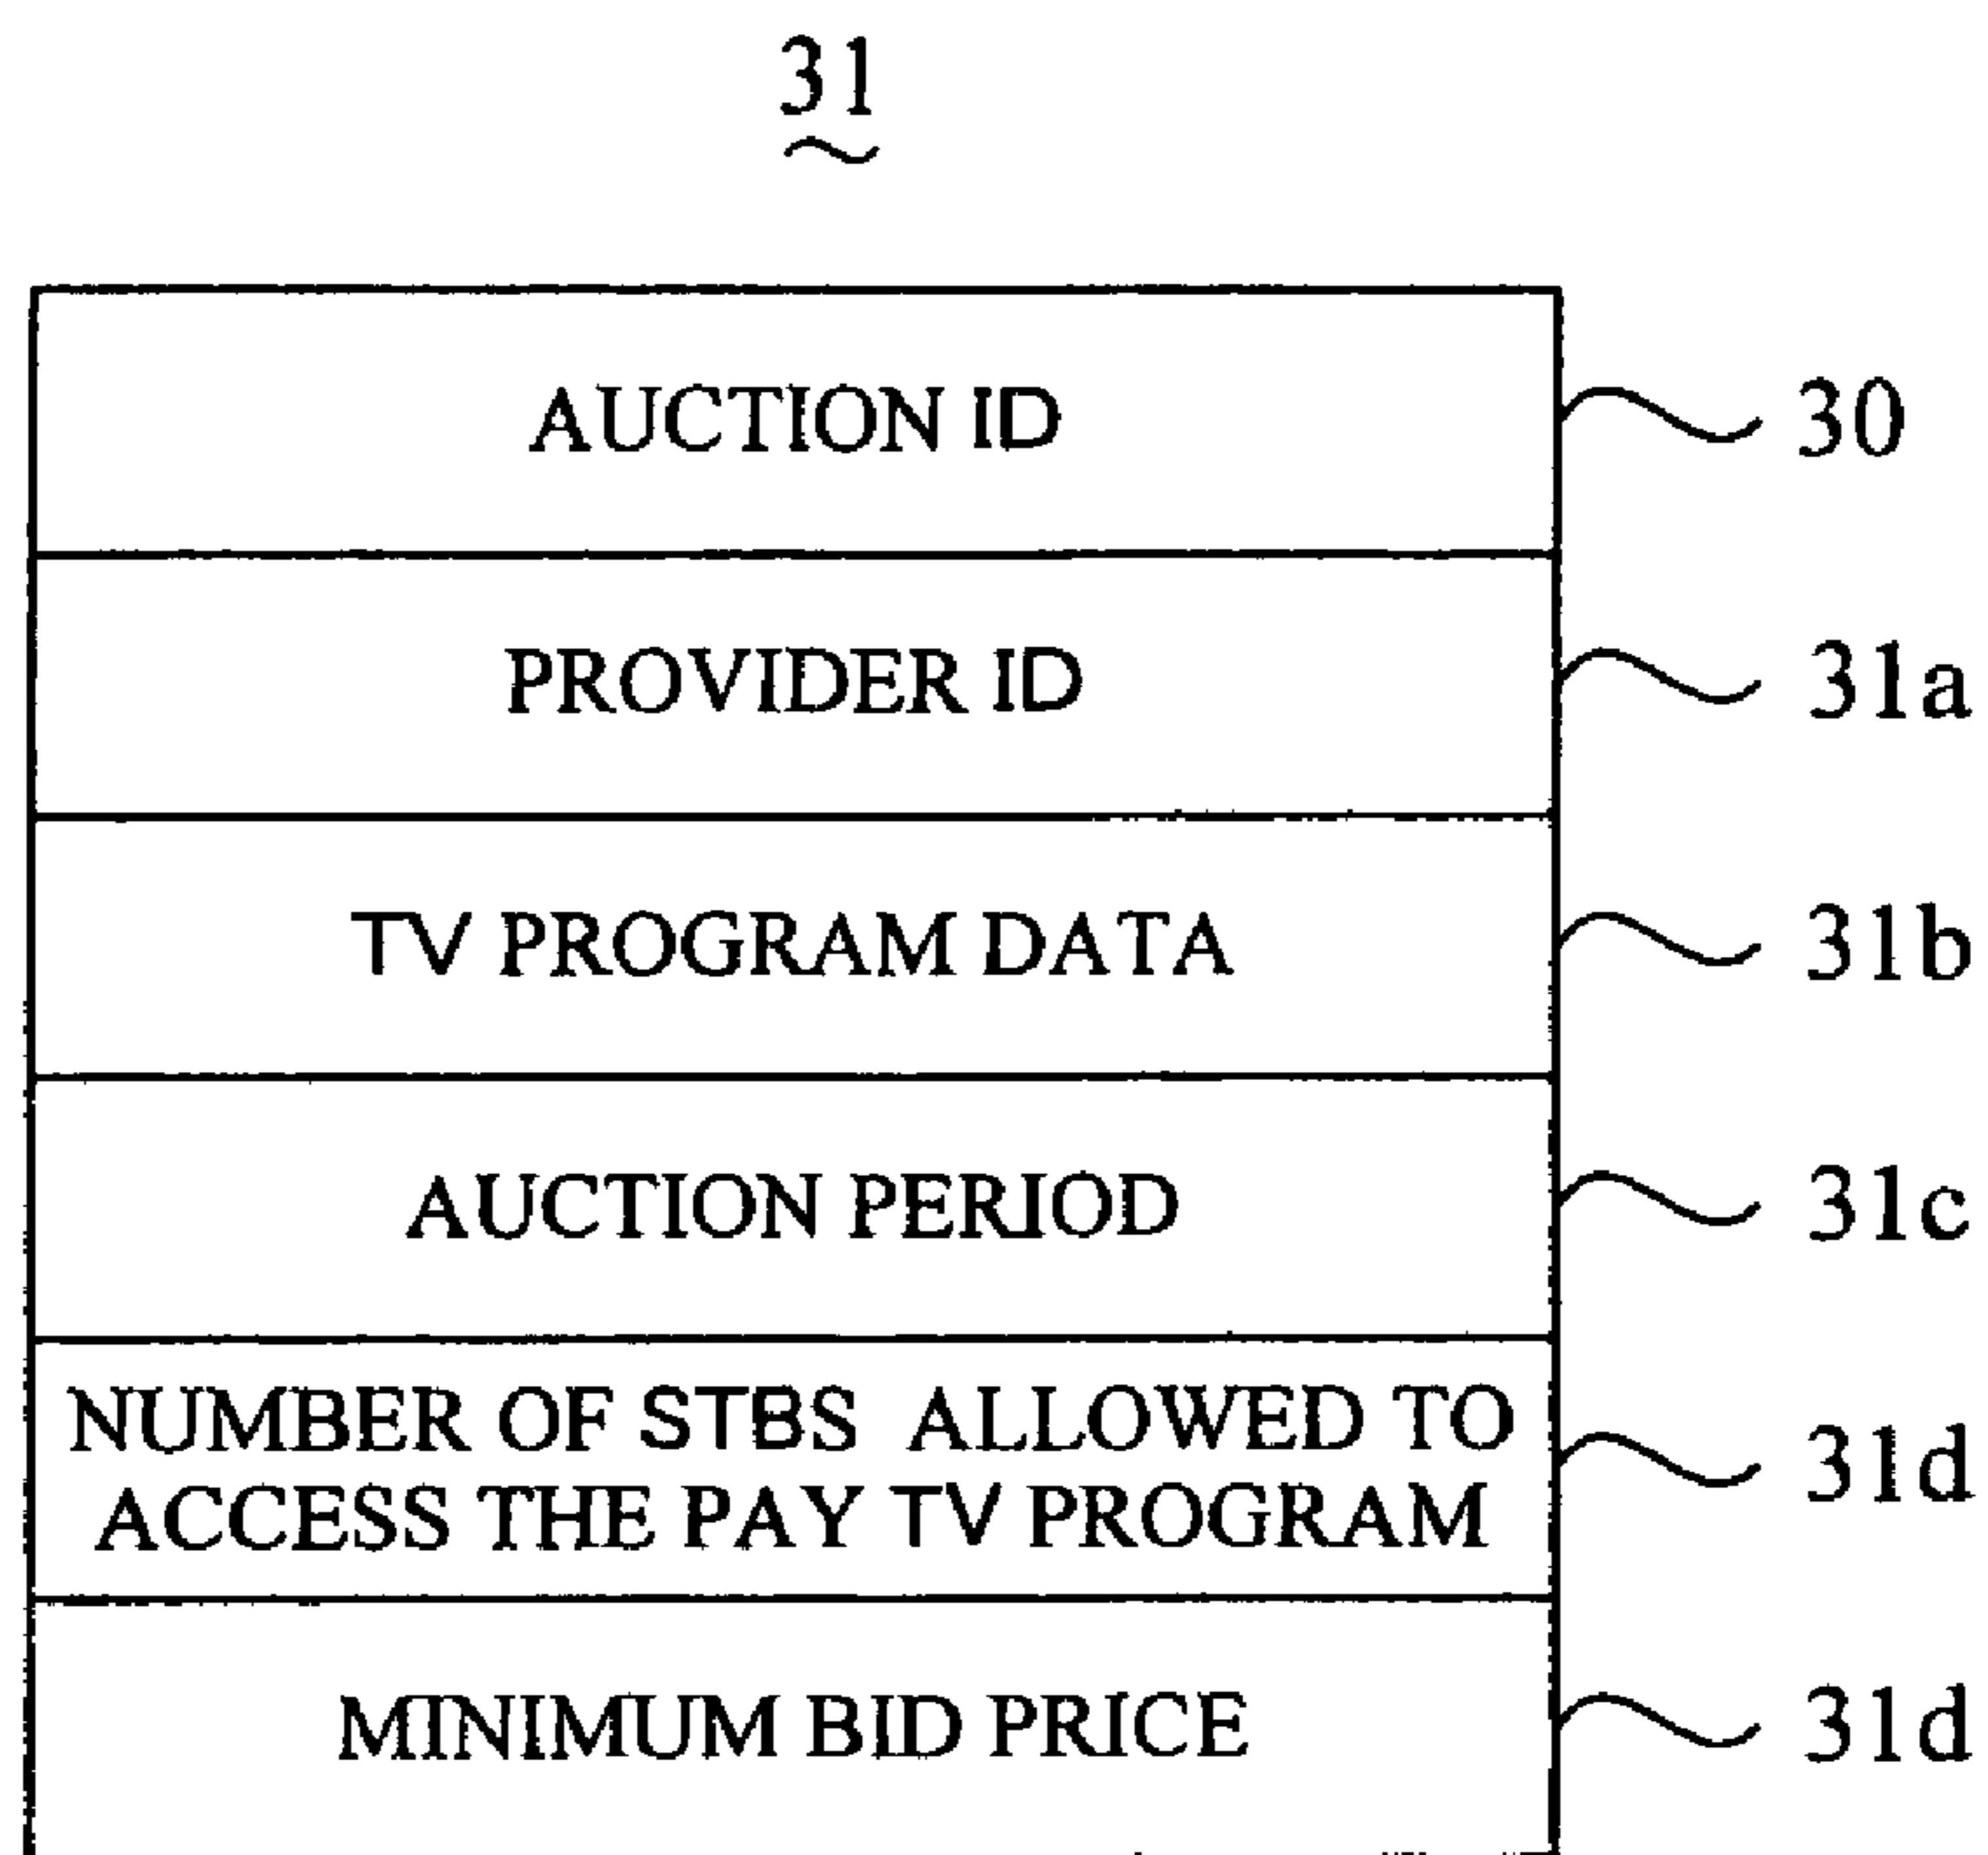 31
AUCTION ID 30
PROVIDER ID 31a
TV PROGRAM DATA 31b
AUCTION PERIOD 31c
NUMBER OF STBS ALLOWED TO
ACCESS THE PAY TV PROGRAM 31d
MINIMUM BID PRICE 31d